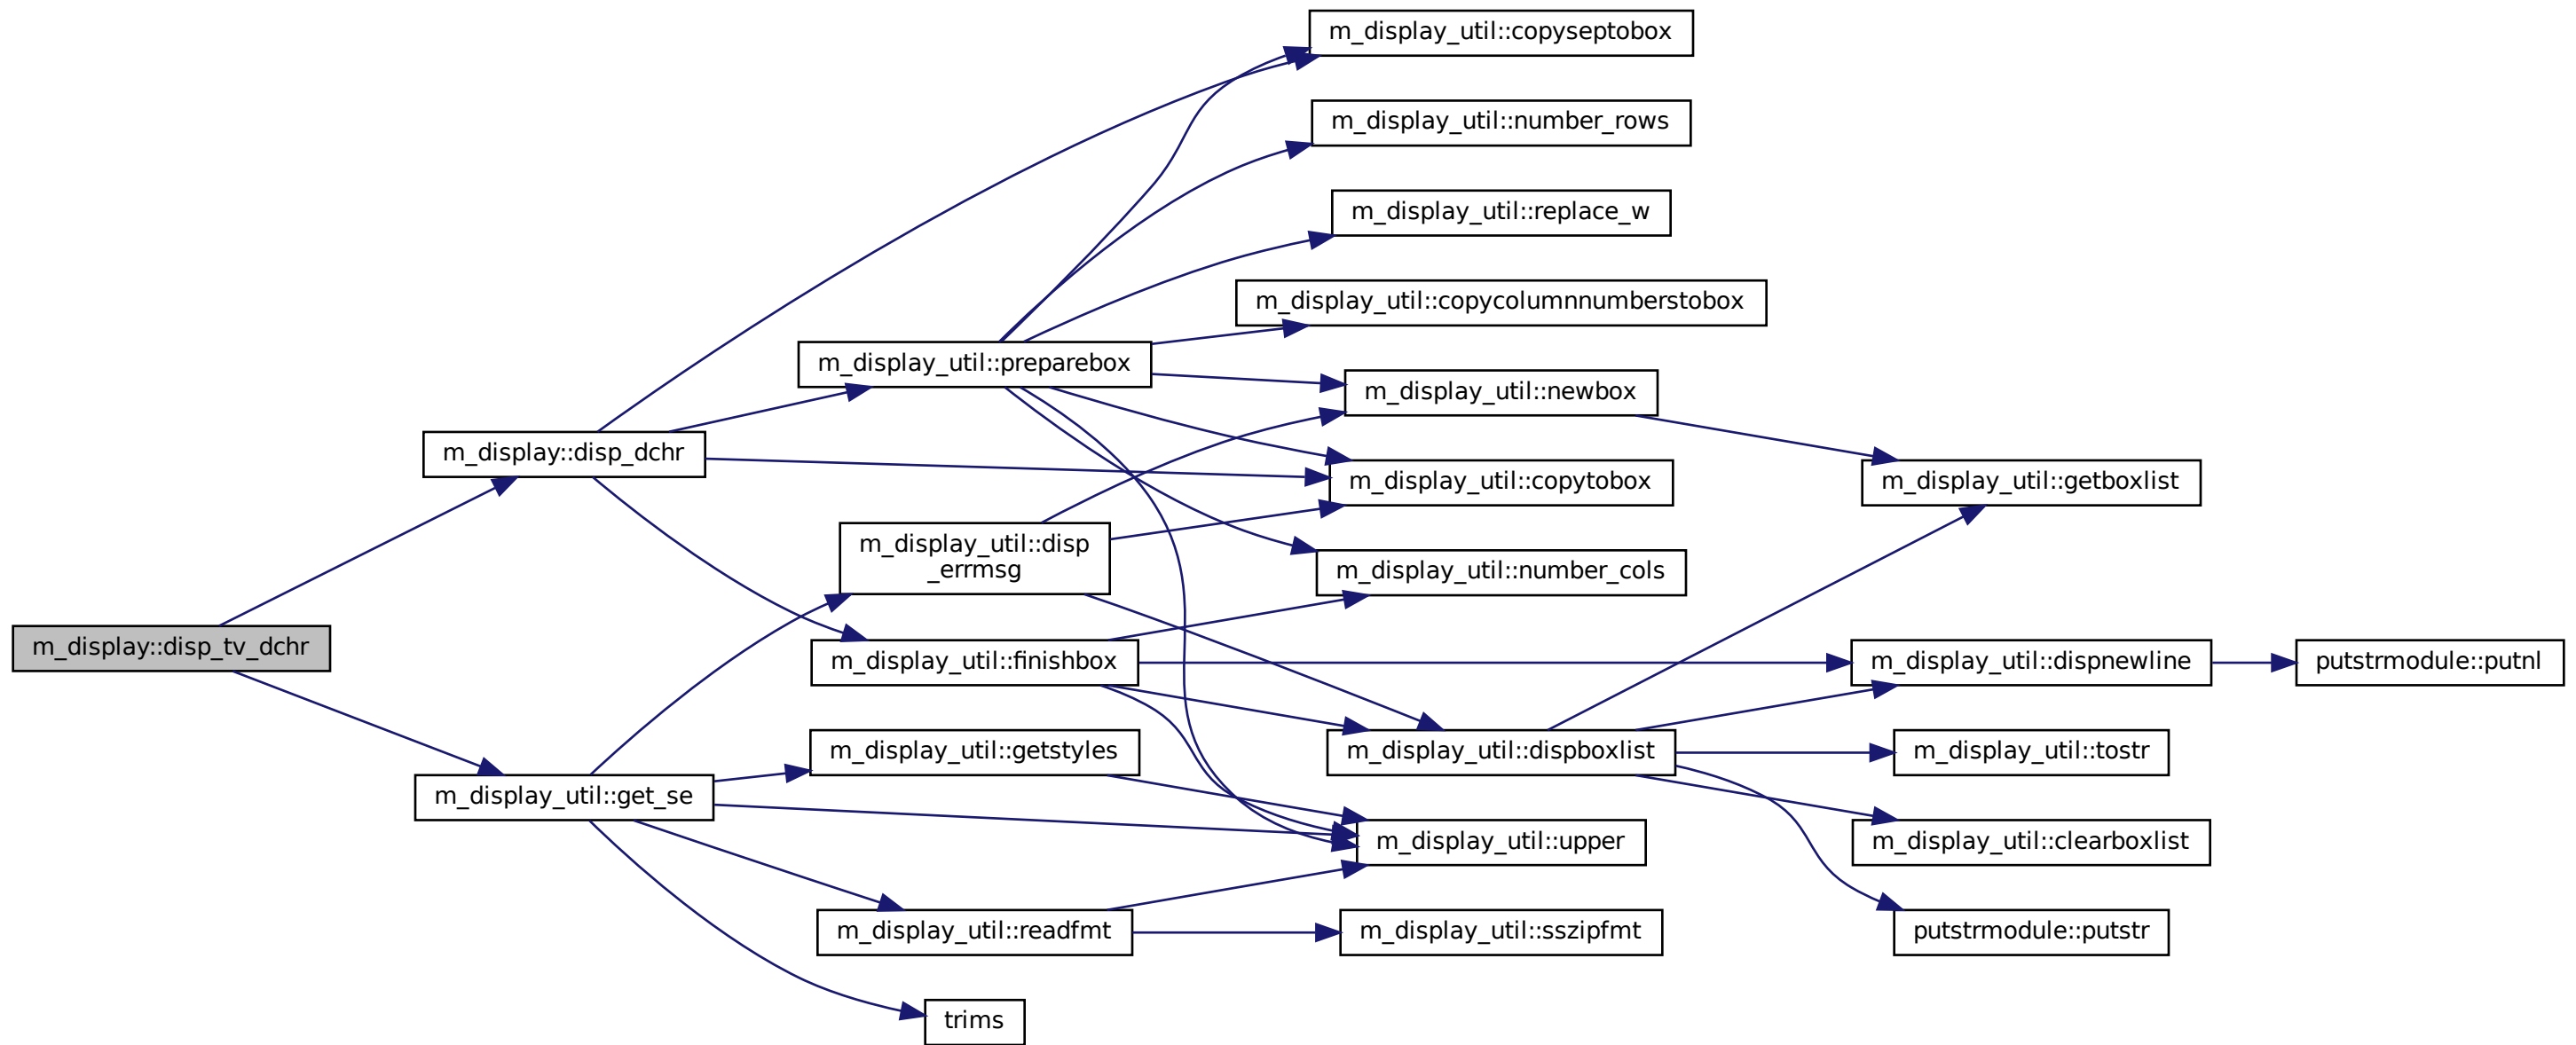 m_display_util::copyseptobox
m_display_util::number_rows
m_display_util::replace_w
m_display_util::copycolumnnumberstobox
m_display_util::preparebox
m_display_util::newbox
m_display::disp_dchr
m_display_util::copytobox
m_display_util::getboxlist
m_display_util::disp
_errmsg
m_display_util::number_cols
m_display::disp_tv_dchr
m_display_util::finishbox
m_display_util::dispnewline
putstrmodule::putnl
m_display_util::getstyles
m_display_util::dispboxlist
m_display_util::tostr
m_display_util::get_se
m_display_util::upper
m_display_util::clearboxlist
m_display_util::readfmt
m_display_util::sszipfmt
putstrmodule::putstr
trims